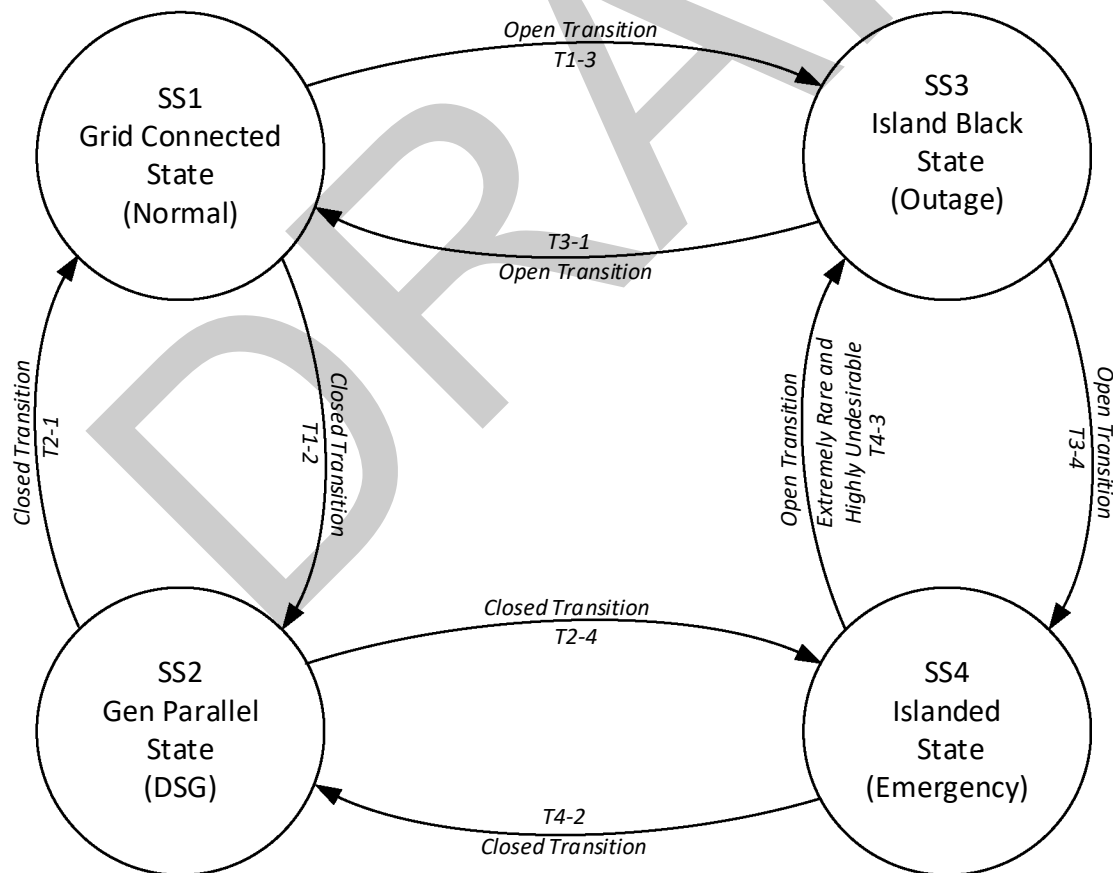 Open Transition
T1-3
SS1
Grid Connected
State
(Normal)
SS3
Island Black
State
(Outage)
T3-1
Open Transition
Closed Transition
T2-1
Closed Transition
T1-2
Open Transition
Extremely Rare and
Highly Undesirable
T4-3
Open Transition
T3-4
Closed Transition
T2-4
SS2
Gen Parallel
State
(DSG)
SS4
Islanded
State
(Emergency)
T4-2
Closed Transition
DRA